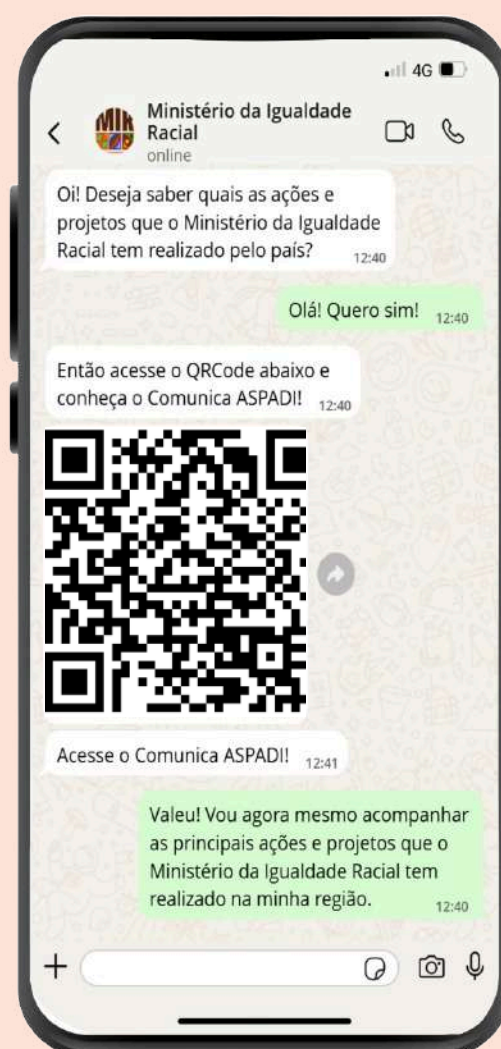 4G
Ministério da Igualdade
Racial
online
MIR
Oi! Deseja saber quais as ações e
projetos que o Ministério da Igualdade
Racial tem realizado pelo país?
12:40
Olá! Quero sim! 12:40
Então acesse o QRCode abaixo e
conheça o Comunica ASPADI! 12:40
Acesse o Comunica ASPADI! 12:41
Valeu! Vou agora mesmo acompanhar
as principais ações e projetos que o
Ministério da Igualdade Racial tem
realizado na minha região. 12:40